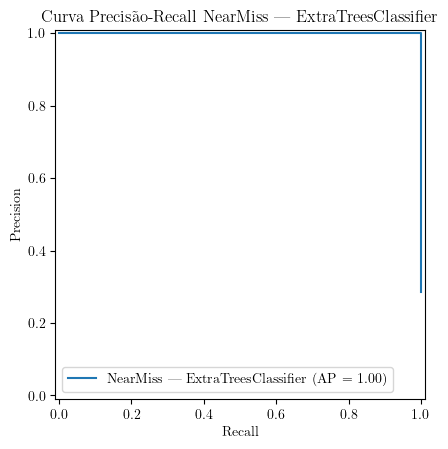 Curva Precisão-Recall NearMiss — ExtraTreesClassifier
1.0
0.8
0.6
0.4
0.2
0.0
Precision
NearMiss — ExtraTreesClassifier (AP = 1.00)
0.0 0.2 0.4 0.6 0.8 1.0
Recall